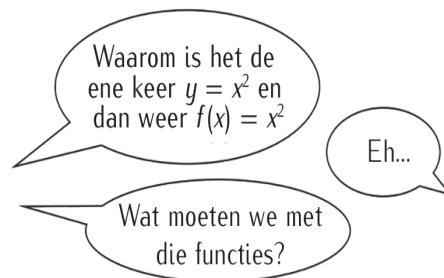 Waarom is het de
ene keer y = x² en
dan weer f(x) = x²
Eh...
Wat moeten we met
die functies?